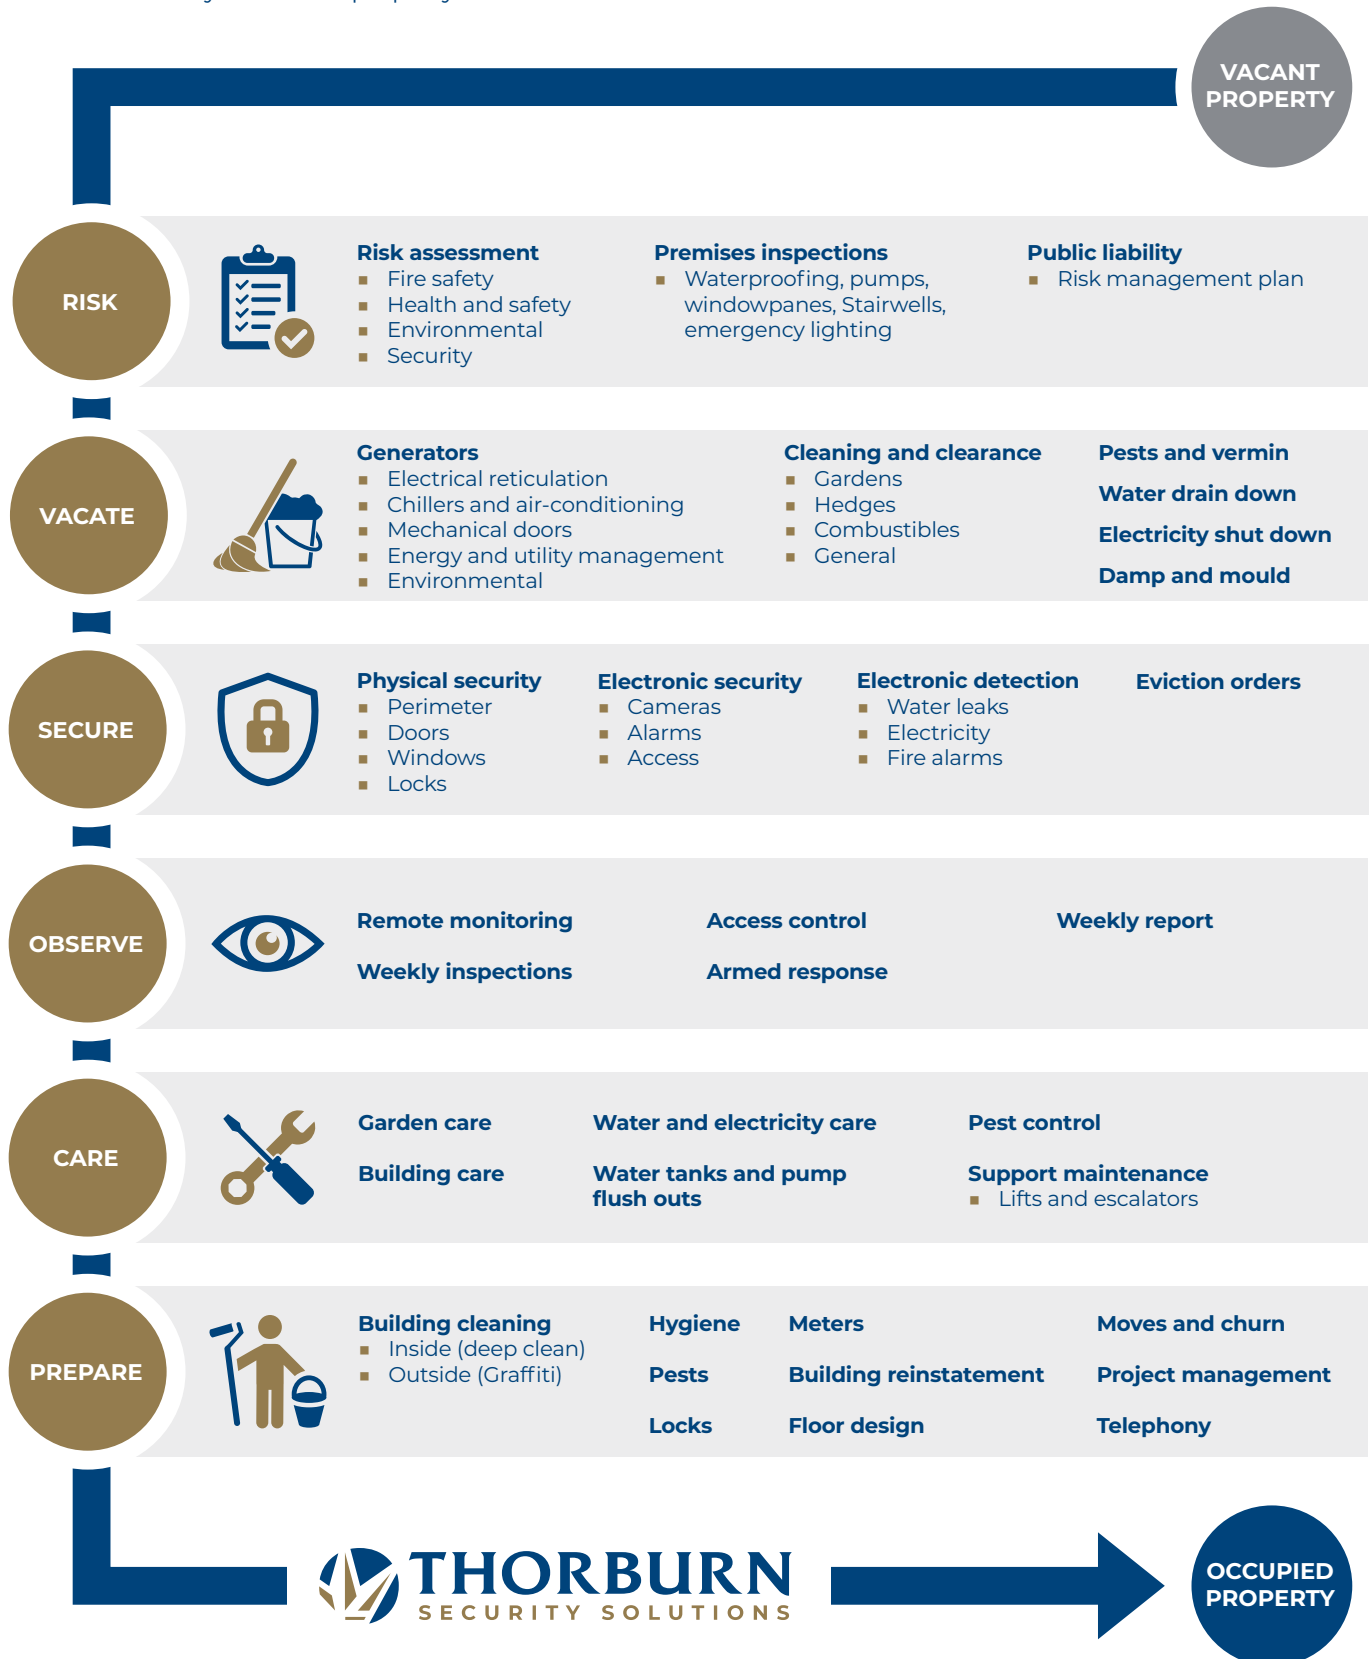 VACANT
PROPERTY
RISK
Risk assessment
Fire safety
Health and safety
Environmental
Security
Premises inspections
Waterproofing, pumps,
windowpanes, Stairwells,
emergency lighting
Public liability
Risk management plan
VACATE
Generators
Electrical reticulation
Chillers and air-conditioning
Mechanical doors
Energy and utility management
Environmental
Cleaning and clearance
Gardens
Hedges
Combustibles
General
Pests and vermin
Water drain down
Electricity shut down
Damp and mould
SECURE
Physical security
Perimeter
Doors
Windows
Locks
Electronic security
Cameras
Alarms
Access
Electronic detection
Water leaks
Electricity
Fire alarms
Eviction orders
OBSERVE
Remote monitoring
Weekly inspections
Access control
Armed response
Weekly report
CARE
Garden care
Building care
Water and electricity care
Water tanks and pump
flush outs
Pest control
Support maintenance
Lifts and escalators
PREPARE
Building cleaning
Inside (deep clean)
Outside (Graffiti)
Hygiene
Pests
Locks
Meters
Building reinstatement
Floor design
Moves and churn
Project management
Telephony
THORBURN
SECURITY SOLUTIONS
OCCUPIED
PROPERTY